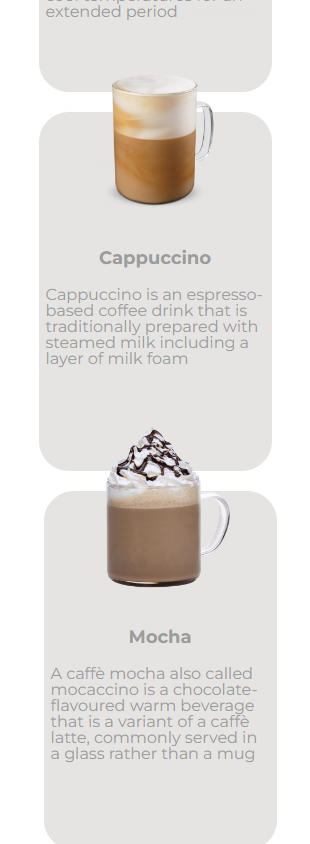 extended period
Cappuccino
Cappuccino is an espresso-
based coffee drink that is
traditionally prepared with
steamed milk including a
layer of milk foam
Mocha
A caffè mocha also called
mocaccino is a chocolate-
flavoured warm beverage
that is a variant of a caffè
latte, commonly served in
a glass rather than a mug